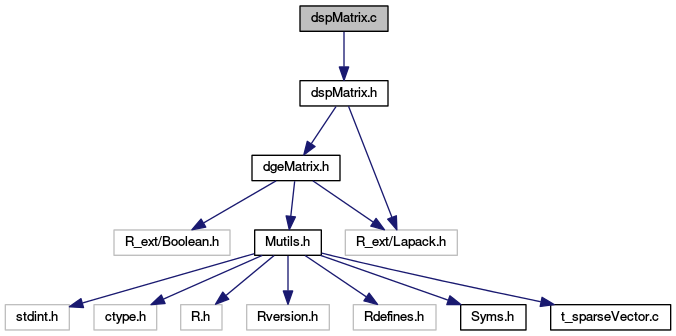 dspMatrix.c
dspMatrix.h
dgeMatrix.h
R_ext/Boolean.h
Mutils.h
R_ext/Lapack.h
stdint.h
ctype.h
R.h
Rversion.h
Rdefines.h
Syms.h
t_sparseVector.c